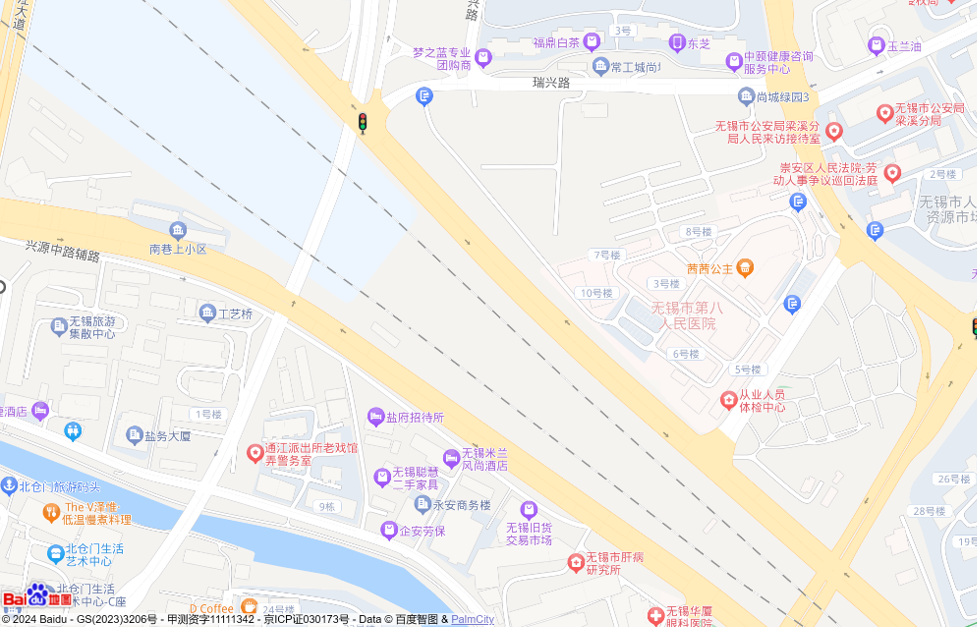 江大道
兴路
发局
梦之蓝专业
团购商
福鼎白茶
3号
东芝
中颐健康咨询
服务中心
玉兰油
常工城尚
瑞兴路
尚城绿园3
无锡市公安局
梁溪分局
无锡市公安局梁溪分
局人民来访接待室
崇安区人民法院-劳
动人事争议巡回法庭
2号楼
无锡市人
资源市场
南巷上小区
兴源中路辅路
8号楼
7号楼
茜茜公主
3号楼
10号楼
无锡市第八
人民医院
6号楼
5号楼
从业人员
体检中心
工艺桥
无锡旅游
集散中心
酒店
1号楼
盐务大厦
盐府招待所
通江派出所老戏馆
弄警务室
无锡米兰
风尚酒店
无锡聪慧
二手家具
永安商务楼
9栋
企安劳保
无锡旧货
交易市场
无锡市肝病
研究所
26号楼
28号楼
19号
北仓门旅游码头
The V泽维
低温慢煮料理
北仓门生活
艺术中心
北仓门生活
术中心-C座
D Coffee
24号楼
无锡华厦
眼科医院
Bai du 地图
© 2024 Baidu - GS(2023)3206号 - 甲测资字11111342 - 京ICP证030173号 - Data © 百度智图 & PalmCity